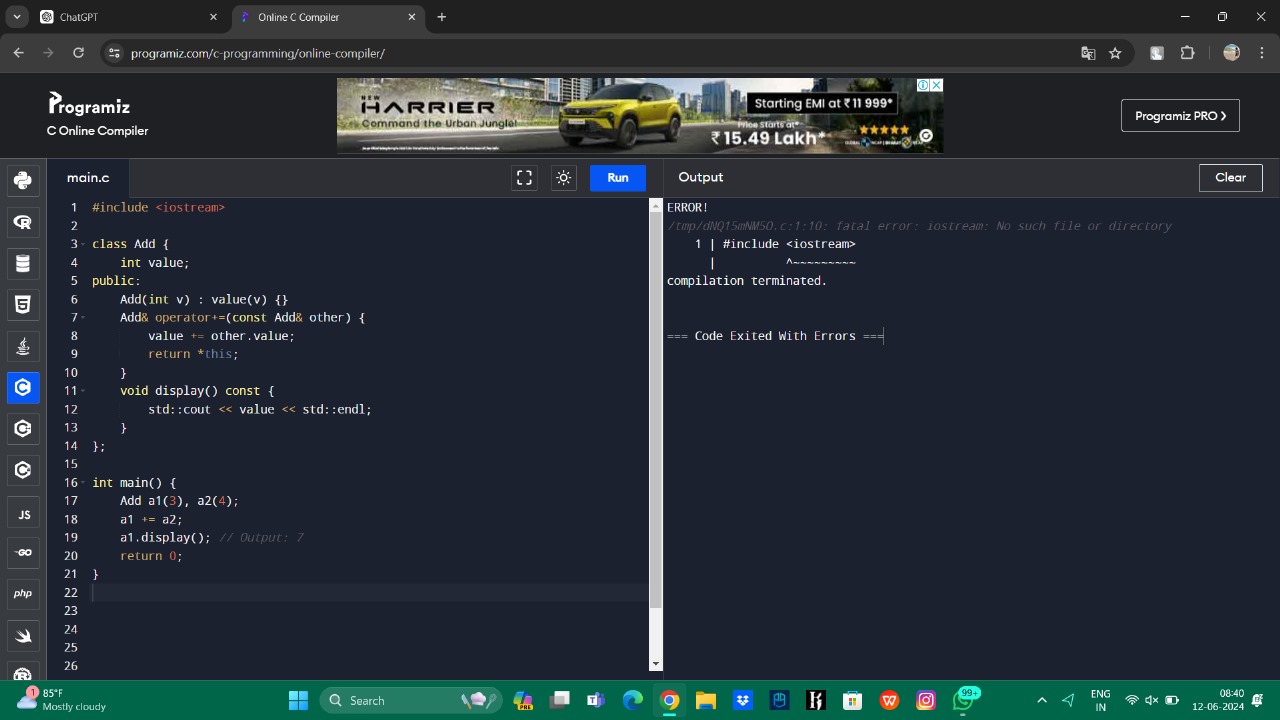 ChatGPT
Online C Compiler
programiz.com/c-programming/online-compiler/
Programiz
C Online Compiler
NEW
HARRIER
Command the Urban Jungle!
Starting EMI at ₹ 11 999*
Price Starts at*
₹ 15.49 Lakh*
Programiz PRO
main.c
Run
Output
Clear
1 #include <iostream>
2
3 class Add {
4 int value;
5 public:
6 Add(int v) : value(v) {}
7 Add& operator+=(const Add& other) {
8 value += other.value;
9 return *this;
10 }
11 void display() const {
12 std::cout << value << std::endl;
13 }
14 };
15
16 int main() {
17 Add a1(3), a2(4);
18 a1 += a2;
19 a1.display(); // Output: 7
20 return 0;
21 }
22
23
24
25
26
ERROR!
/tmp/dNQ15mNM5O.c:1:10: fatal error: iostream: No such file or directory
1 | #include <iostream>
| ^~~~~~~~~~
compilation terminated.
=== Code Exited With Errors ===
JS
GO
php
1
85°F
Mostly cloudy
Search
PRE
99+
ENG
IN
08:40
12-06-2024